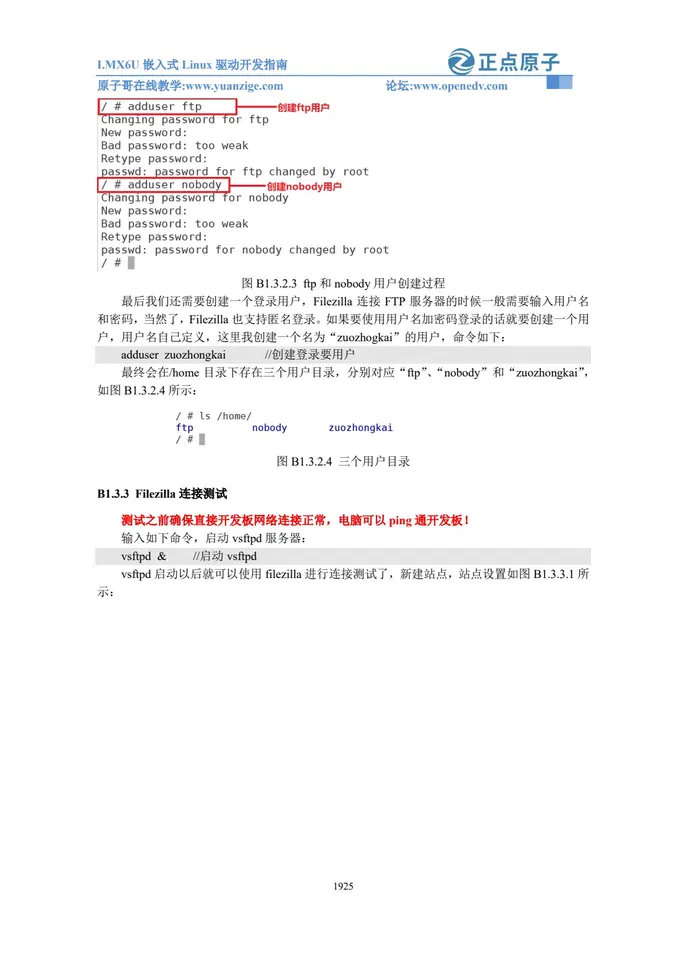 I.MX6U 嵌入式 Linux 驱动开发指南
正点原子
原子哥在线教学:www.yuanzige.com 论坛:www.openedv.com
/ # adduser ftp 创建ftp用户
Changing password for ftp
New password:
Bad password: too weak
Retype password:
passwd: password for ftp changed by root
/ # adduser nobody 创建nobody用户
Changing password for nobody
New password:
Bad password: too weak
Retype password:
passwd: password for nobody changed by root
/ #
图 B1.3.2.3 ftp 和 nobody 用户创建过程
最后我们还需要创建一个登录用户，Filezilla 连接 FTP 服务器的时候一般需要输入用户名
和密码，当然了，Filezilla 也支持匿名登录。如果要使用用户名加密码登录的话就要创建一个用
户，用户名自己定义，这里我创建一个名为“zuozhogkai”的用户，命令如下：
adduser zuozhongkai //创建登录要用户
最终会在/home 目录下存在三个用户目录，分别对应“ftp”、“nobody”和“zuozhongkai”，
如图 B1.3.2.4 所示：
/ # ls /home/
ftp nobody zuozhongkai
/ #
图 B1.3.2.4 三个用户目录
B1.3.3 Filezilla 连接测试
测试之前确保直接开发板网络连接正常，电脑可以 ping 通开发板！
输入如下命令，启动 vsftpd 服务器：
vsftpd & //启动 vsftpd
vsftpd 启动以后就可以使用 filezilla 进行连接测试了，新建站点，站点设置如图 B1.3.3.1 所
示：
1925